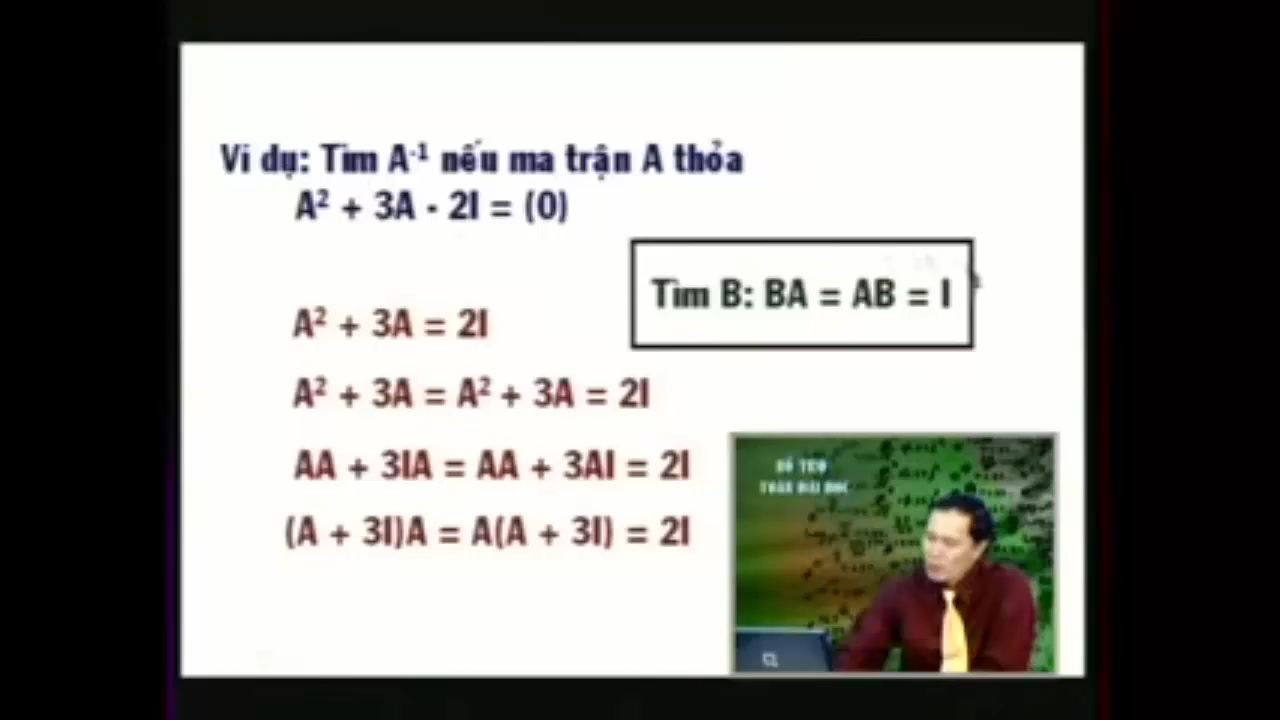 Ví dụ: Tìm A⁻¹ nếu ma trận A thỏa
A² + 3A - 2I = (0)
Tìm B: BA = AB = I
A² + 3A = 2I
A² + 3A = A² + 3A = 2I
AA + 3IA = AA + 3AI = 2I
(A + 3I)A = A(A + 3I) = 2I